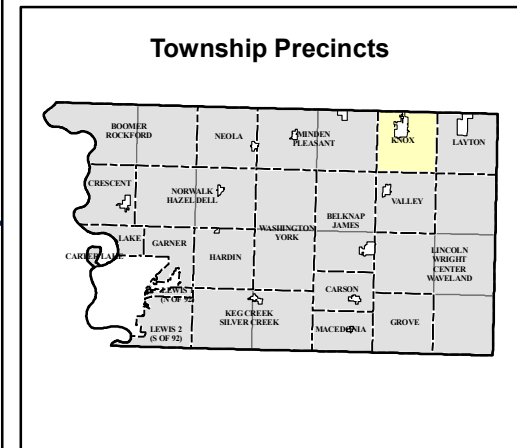 Township Precincts
BOOMER
ROCKFORD
NEOLA
MINDEN
PLEASANT
KNOX
LAYTON
CRESCENT
NORWALK
HAZEL DELL
VALLEY
BELKNAP
JAMES
WASHINGTON
YORK
LAKE
GARNER
CARTER LAKE
HARDIN
LINCOLN
WRIGHT
CENTER
WAVELAND
LEWIS
(N OF 92)
CARSON
KEG CREEK
SILVER CREEK
LEWIS 2
(S OF 92)
MACEDONIA
GROVE